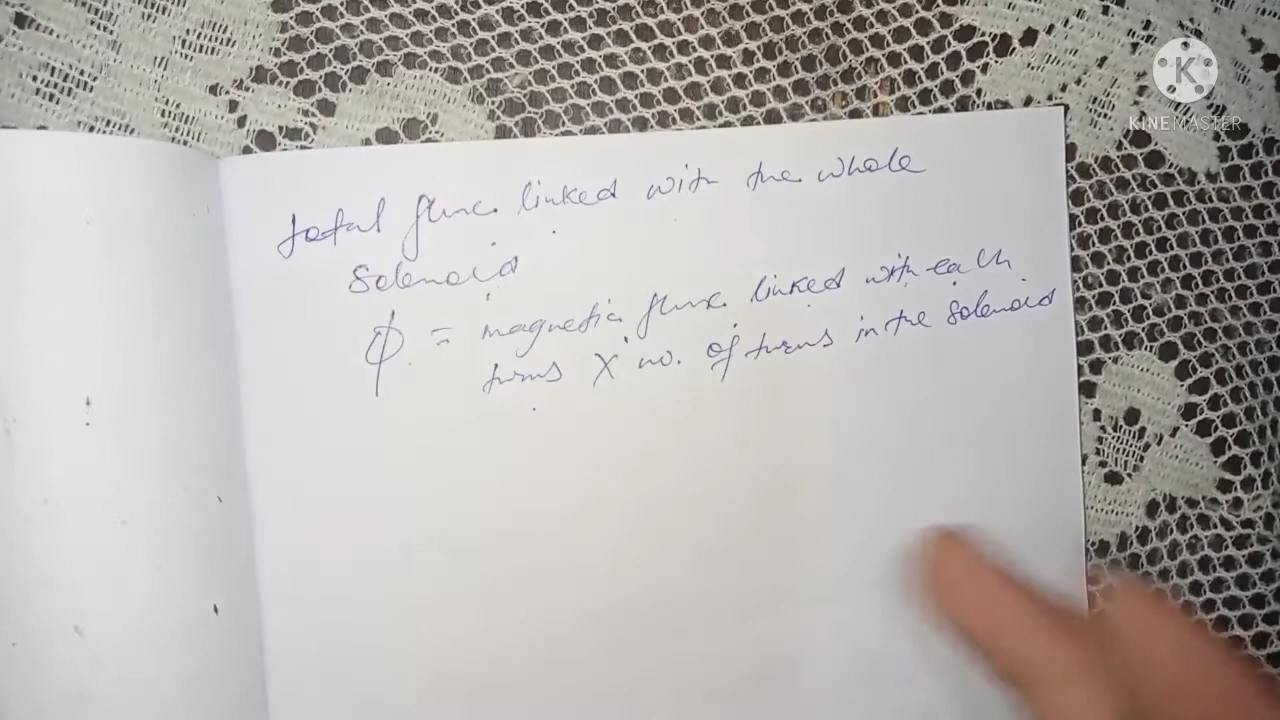 total flux linked with the whole
solenoid
ϕ = magnetic flux linked with each
turns X no. of turns in the solenoid
KINEMASTER